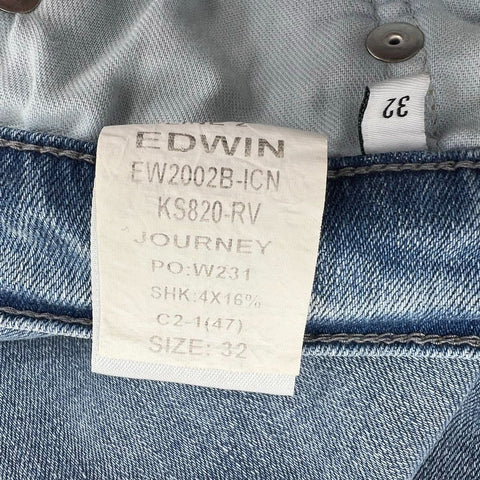 EDWIN
EW2002B-ICN
KS820-RV
JOURNEY
PO:W231
SHK:4X16%
C2-1(47)
SIZE: 32
32